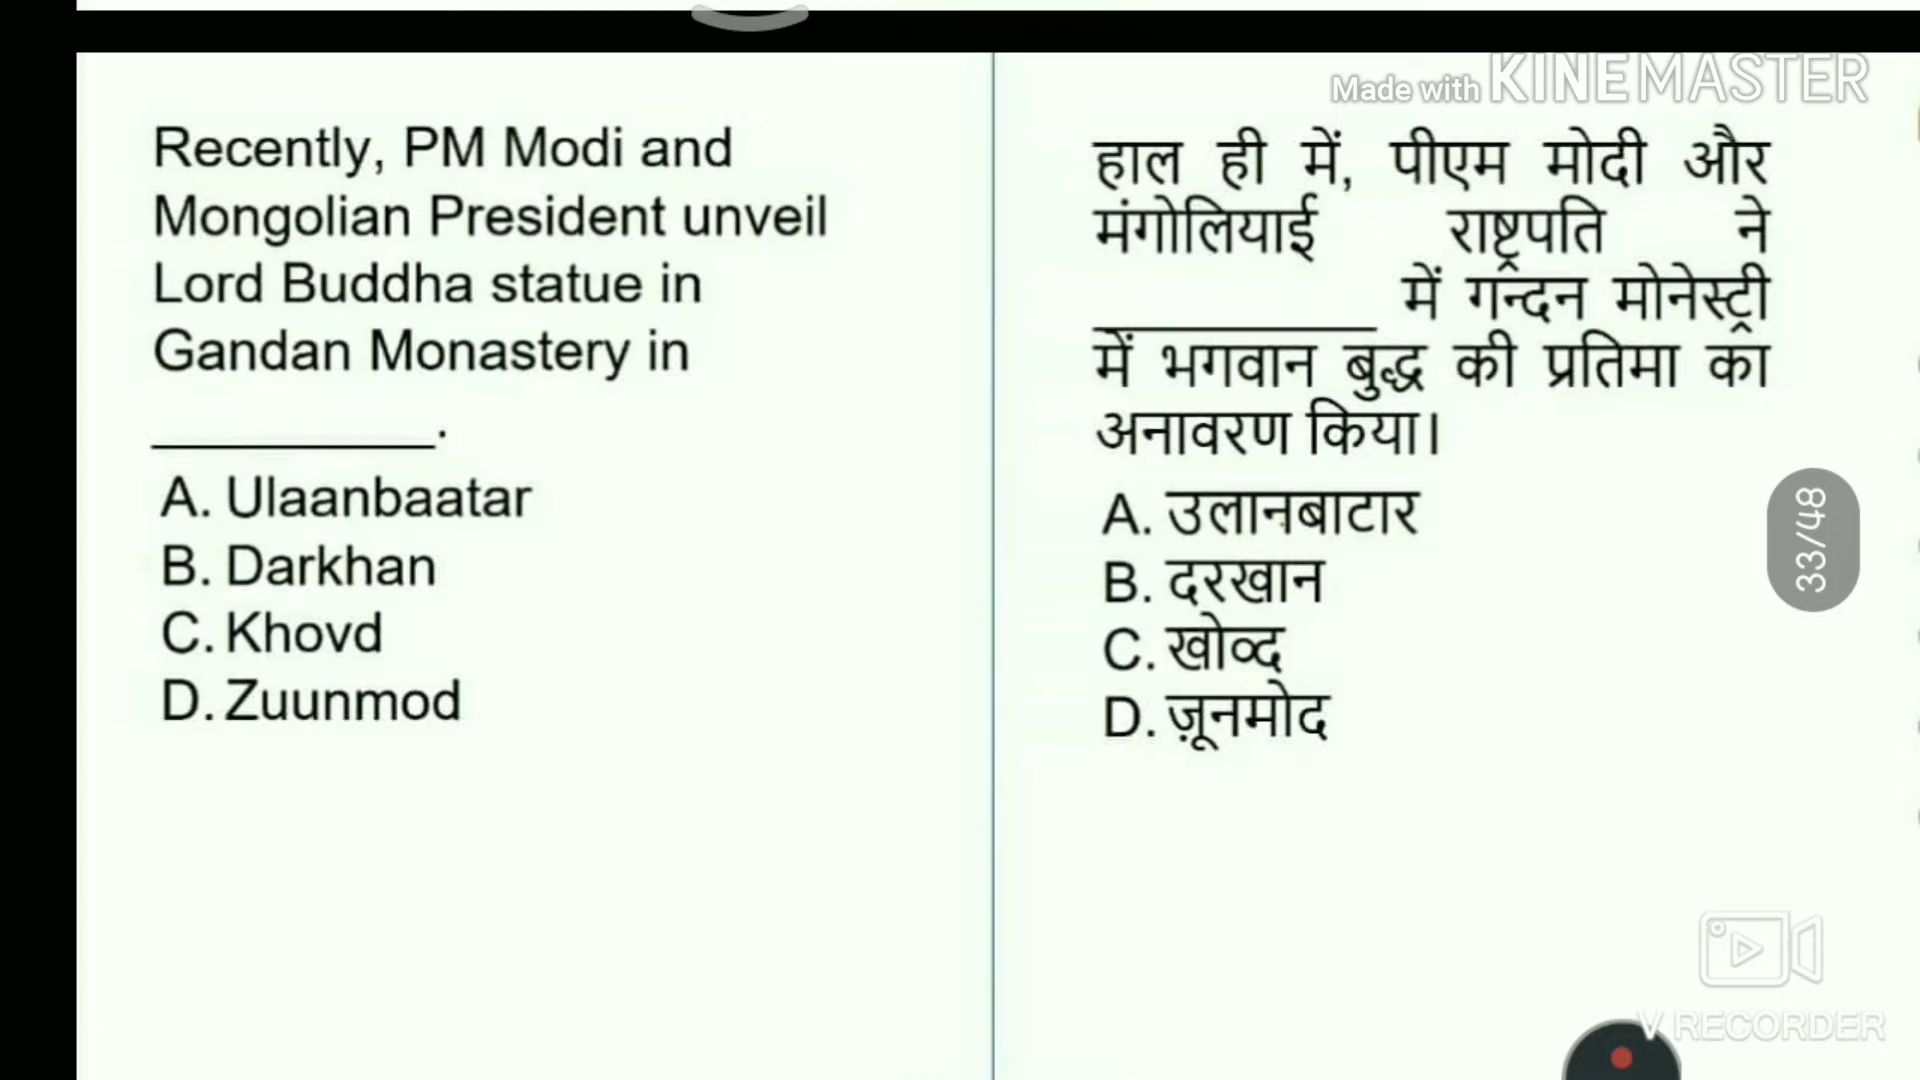 Made with KINEMASTER
Recently, PM Modi and
Mongolian President unveil
Lord Buddha statue in
Gandan Monastery in
__________.
A. Ulaanbaatar
B. Darkhan
C. Khovd
D. Zuunmod
हाल ही में, पीएम मोदी और
मंगोलियाई राष्ट्रपति ने
__________ में गन्दन मोनेस्ट्री
में भगवान बुद्ध की प्रतिमा का
अनावरण किया।
A. उलानबाटार
B. दरखान
C. खोव्द
D. ज़ूनमोद
33/48
V RECORDER